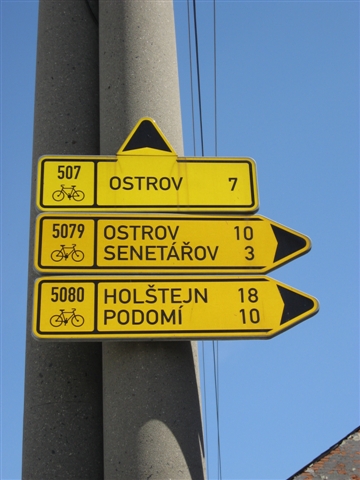 507 OSTROV 7
5079 OSTROV 10
SENETÁŘOV 3
5080 HOLŠTEJN 18
PODOMÍ 10